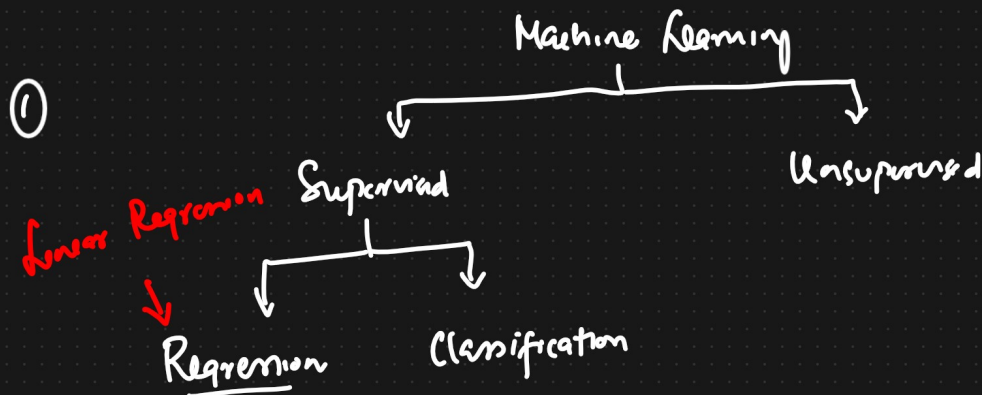 Machine Learning
①
Supervised
Unsupervised
Linear Regression
Regression
Classification